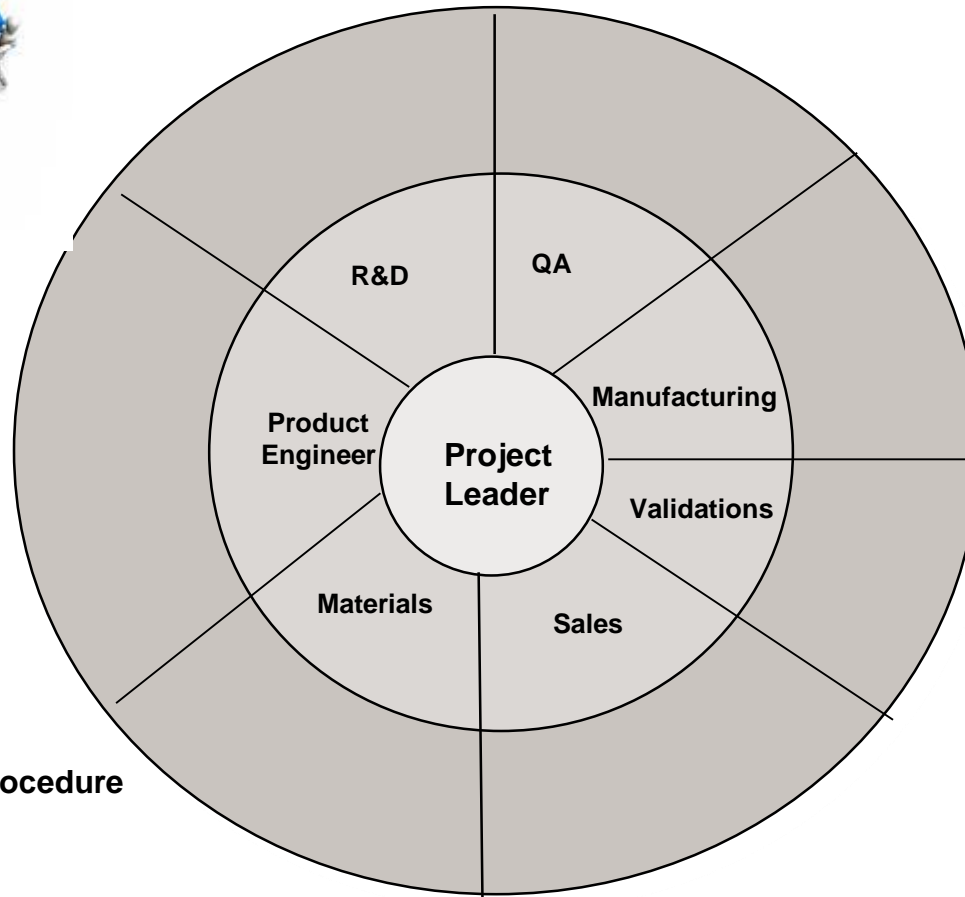 R&D
QA
Manufacturing
Product
Engineer
Project
Leader
Validations
Materials
Sales
ocedure